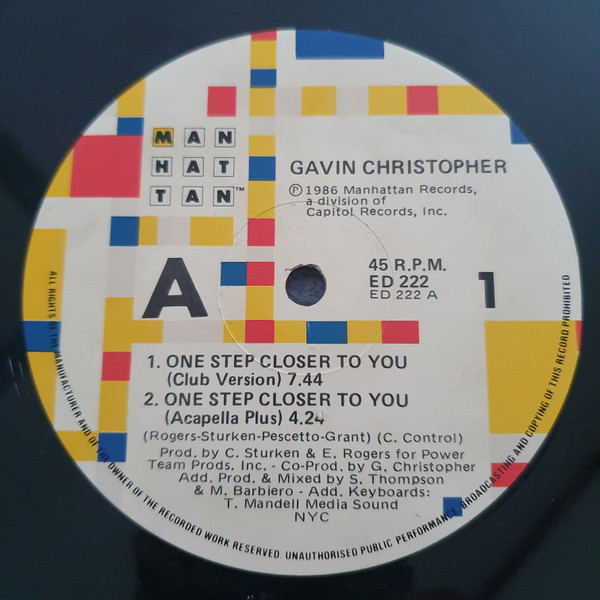 MAN
HAT
TAN™
GAVIN CHRISTOPHER
Ⓟ1986 Manhattan Records,
a division of
Capitol Records, Inc.
45 R.P.M.
ED 222
ED 222 A
A
1
1. ONE STEP CLOSER TO YOU
(Club Version) 7.44
2. ONE STEP CLOSER TO YOU
(Acapella Plus) 4.24
(Rogers-Sturken-Pescetto-Grant) (C. Control)
Prod. by C. Sturken & E. Rogers for Power
Team Prods, Inc. - Co-Prod. by G. Christopher
Add. Prod. & Mixed by S. Thompson
& M. Barbiero - Add. Keyboards:
T. Mandell Media Sound
NYC
ALL RIGHTS OF THE MANUFACTURER AND OF THE OWNER OF THE RECORDED WORK RESERVED. UNAUTHORISED PUBLIC PERFORMANCE, BROADCASTING AND COPYING OF THIS RECORD PROHIBITED.